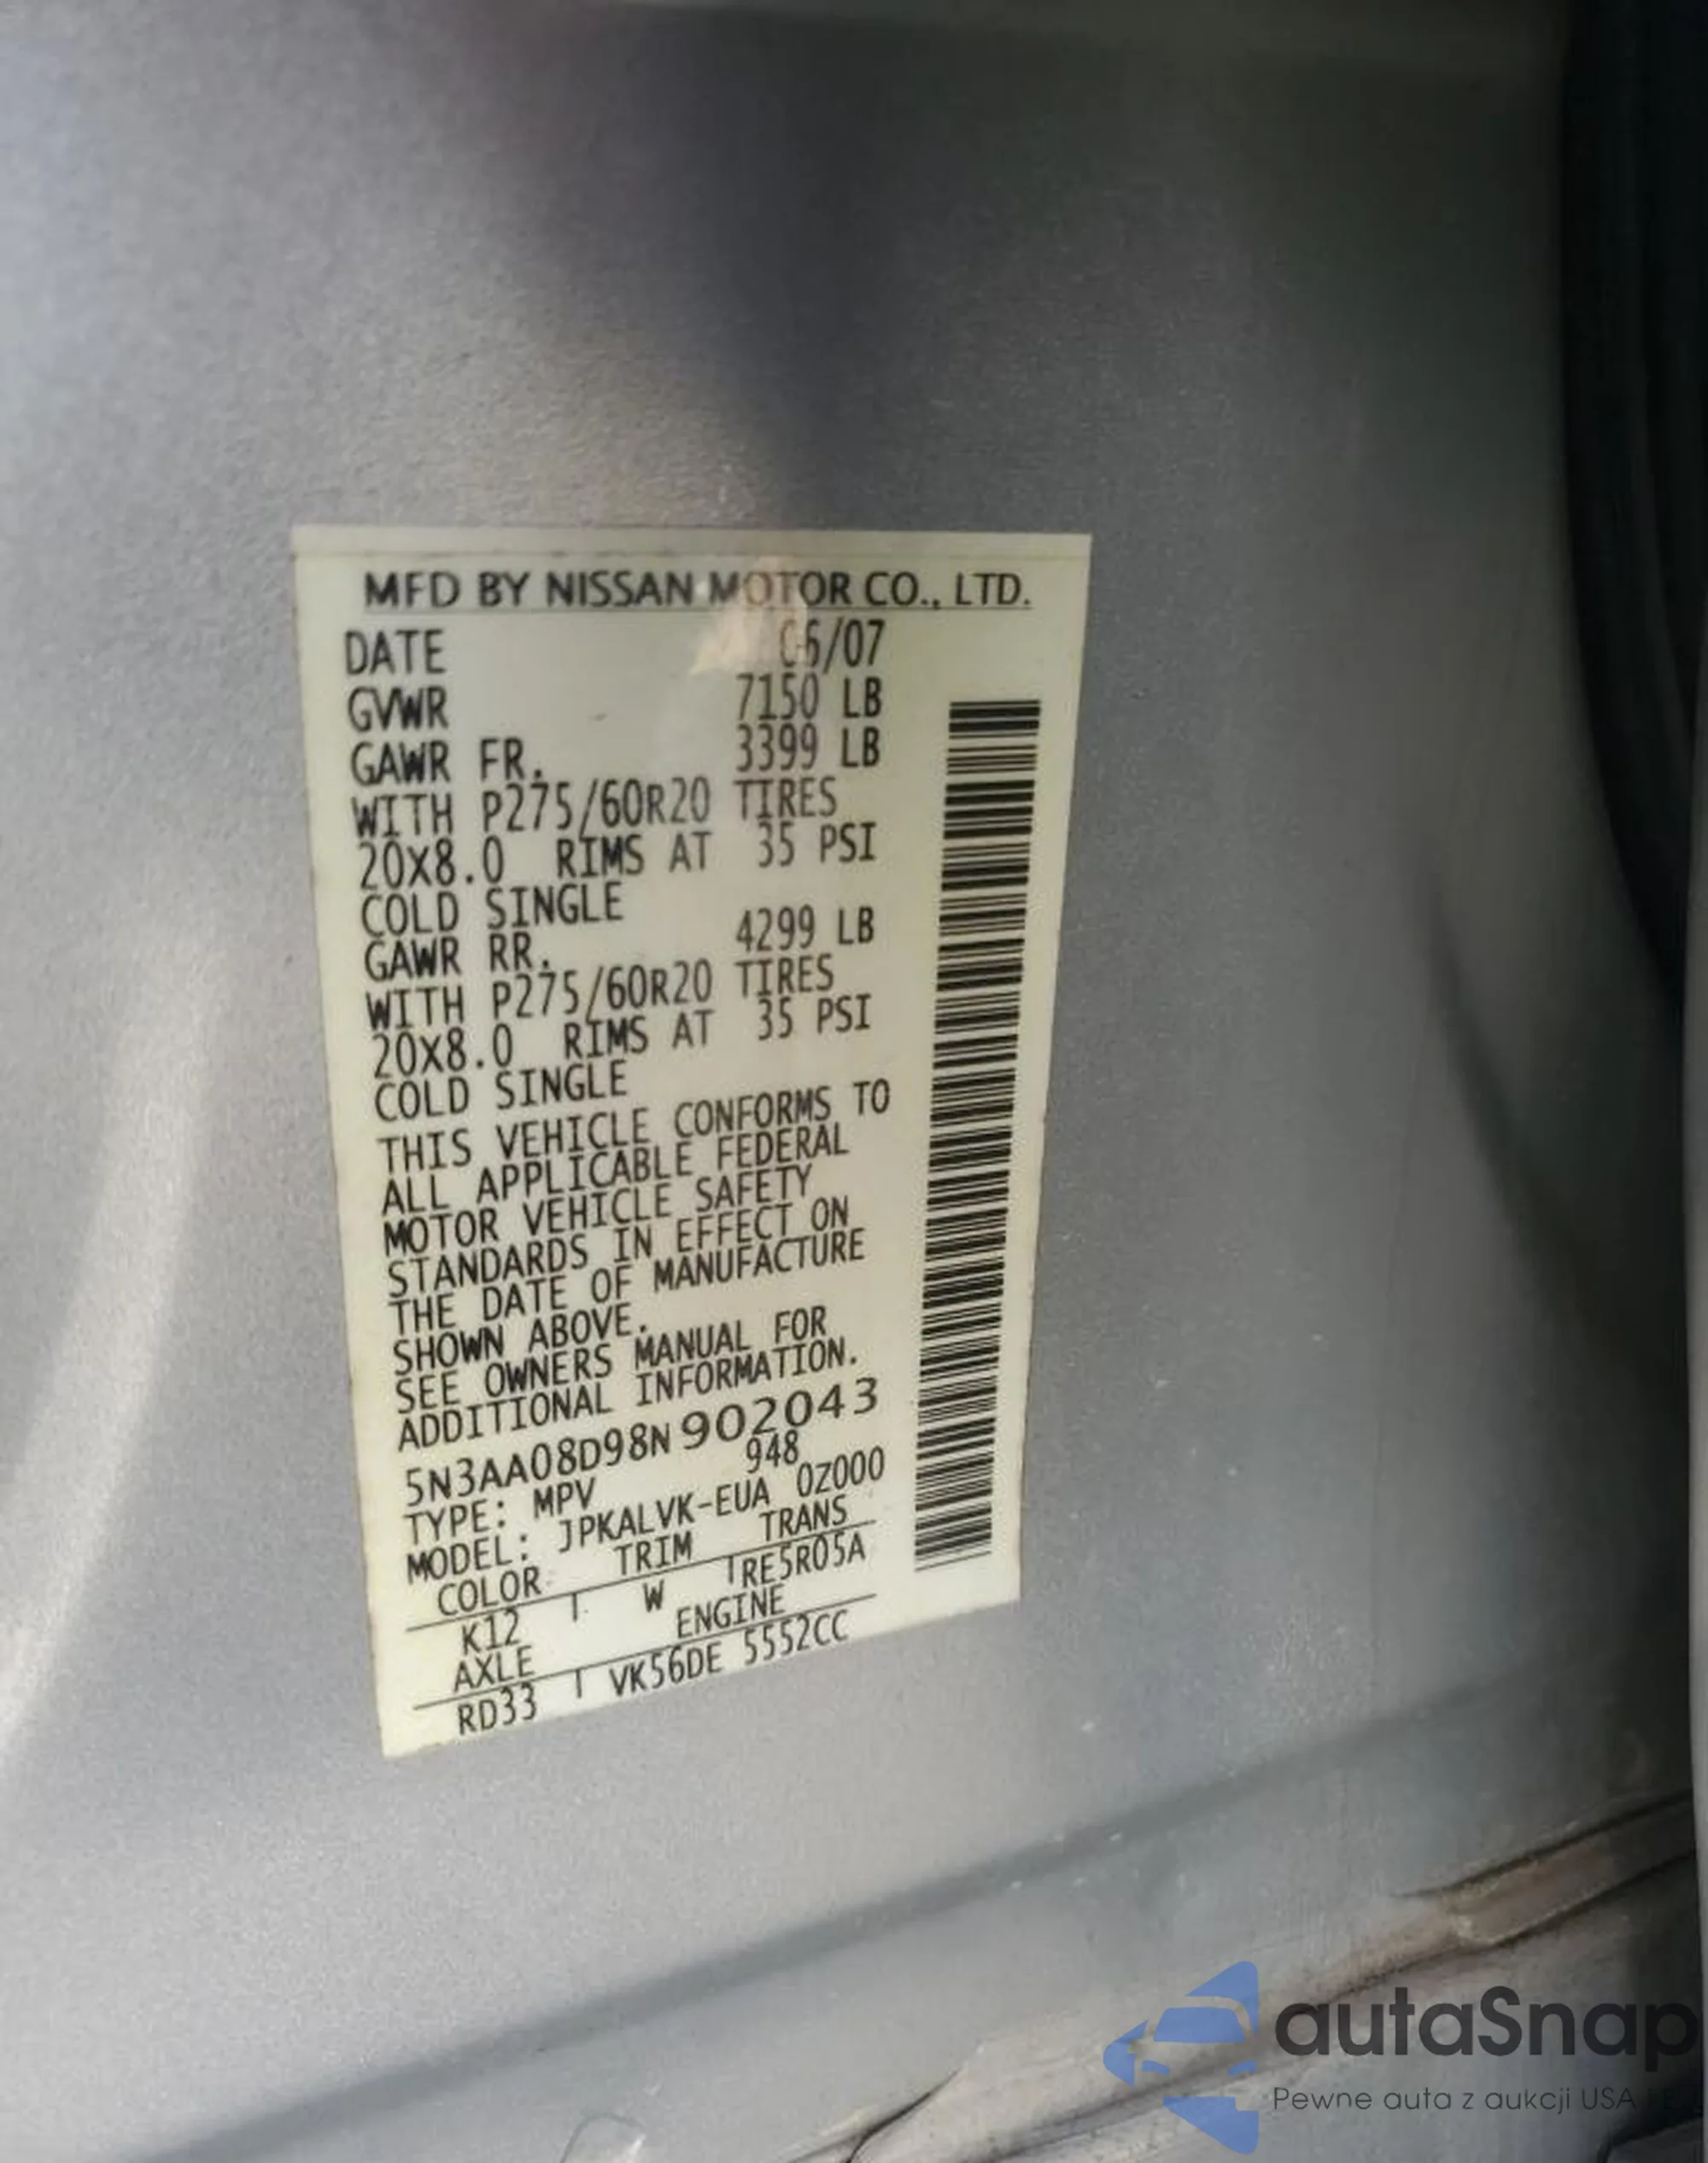 MFD BY NISSAN MOTOR CO., LTD.
DATE 06/07
GVWR 7150 LB
GAWR FR. 3399 LB
WITH P275/60R20 TIRES
20X8.0 RIMS AT 35 PSI
COLD SINGLE
GAWR RR. 4299 LB
WITH P275/60R20 TIRES
20X8.0 RIMS AT 35 PSI
COLD SINGLE
THIS VEHICLE CONFORMS TO
ALL APPLICABLE FEDERAL
MOTOR VEHICLE SAFETY
STANDARDS IN EFFECT ON
THE DATE OF MANUFACTURE
SHOWN ABOVE.
SEE OWNERS MANUAL FOR
ADDITIONAL INFORMATION.
5N3AA08D98N902043
TYPE: MPV 948
MODEL: JPKALVK-EUA 0Z000
COLOR TRIM TRANS
K12 W RE5R05A
AXLE ENGINE
RD33 VK56DE 5552CC
autaSnap
Pewne auta z aukcji USA